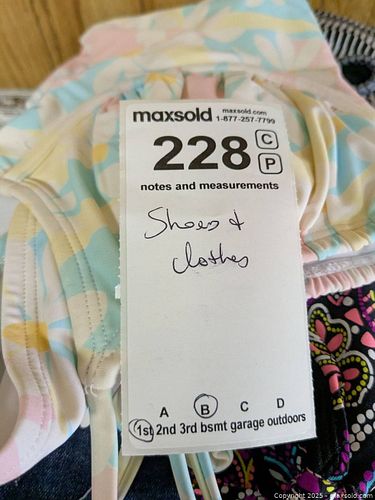 maxsold maxsold.com
1-877-257-7799
228 C
P
notes and measurements
Shoes &
clothes
A B C D
1st 2nd 3rd bsmt garage outdoors
Copyright 2025 - maxsold.com